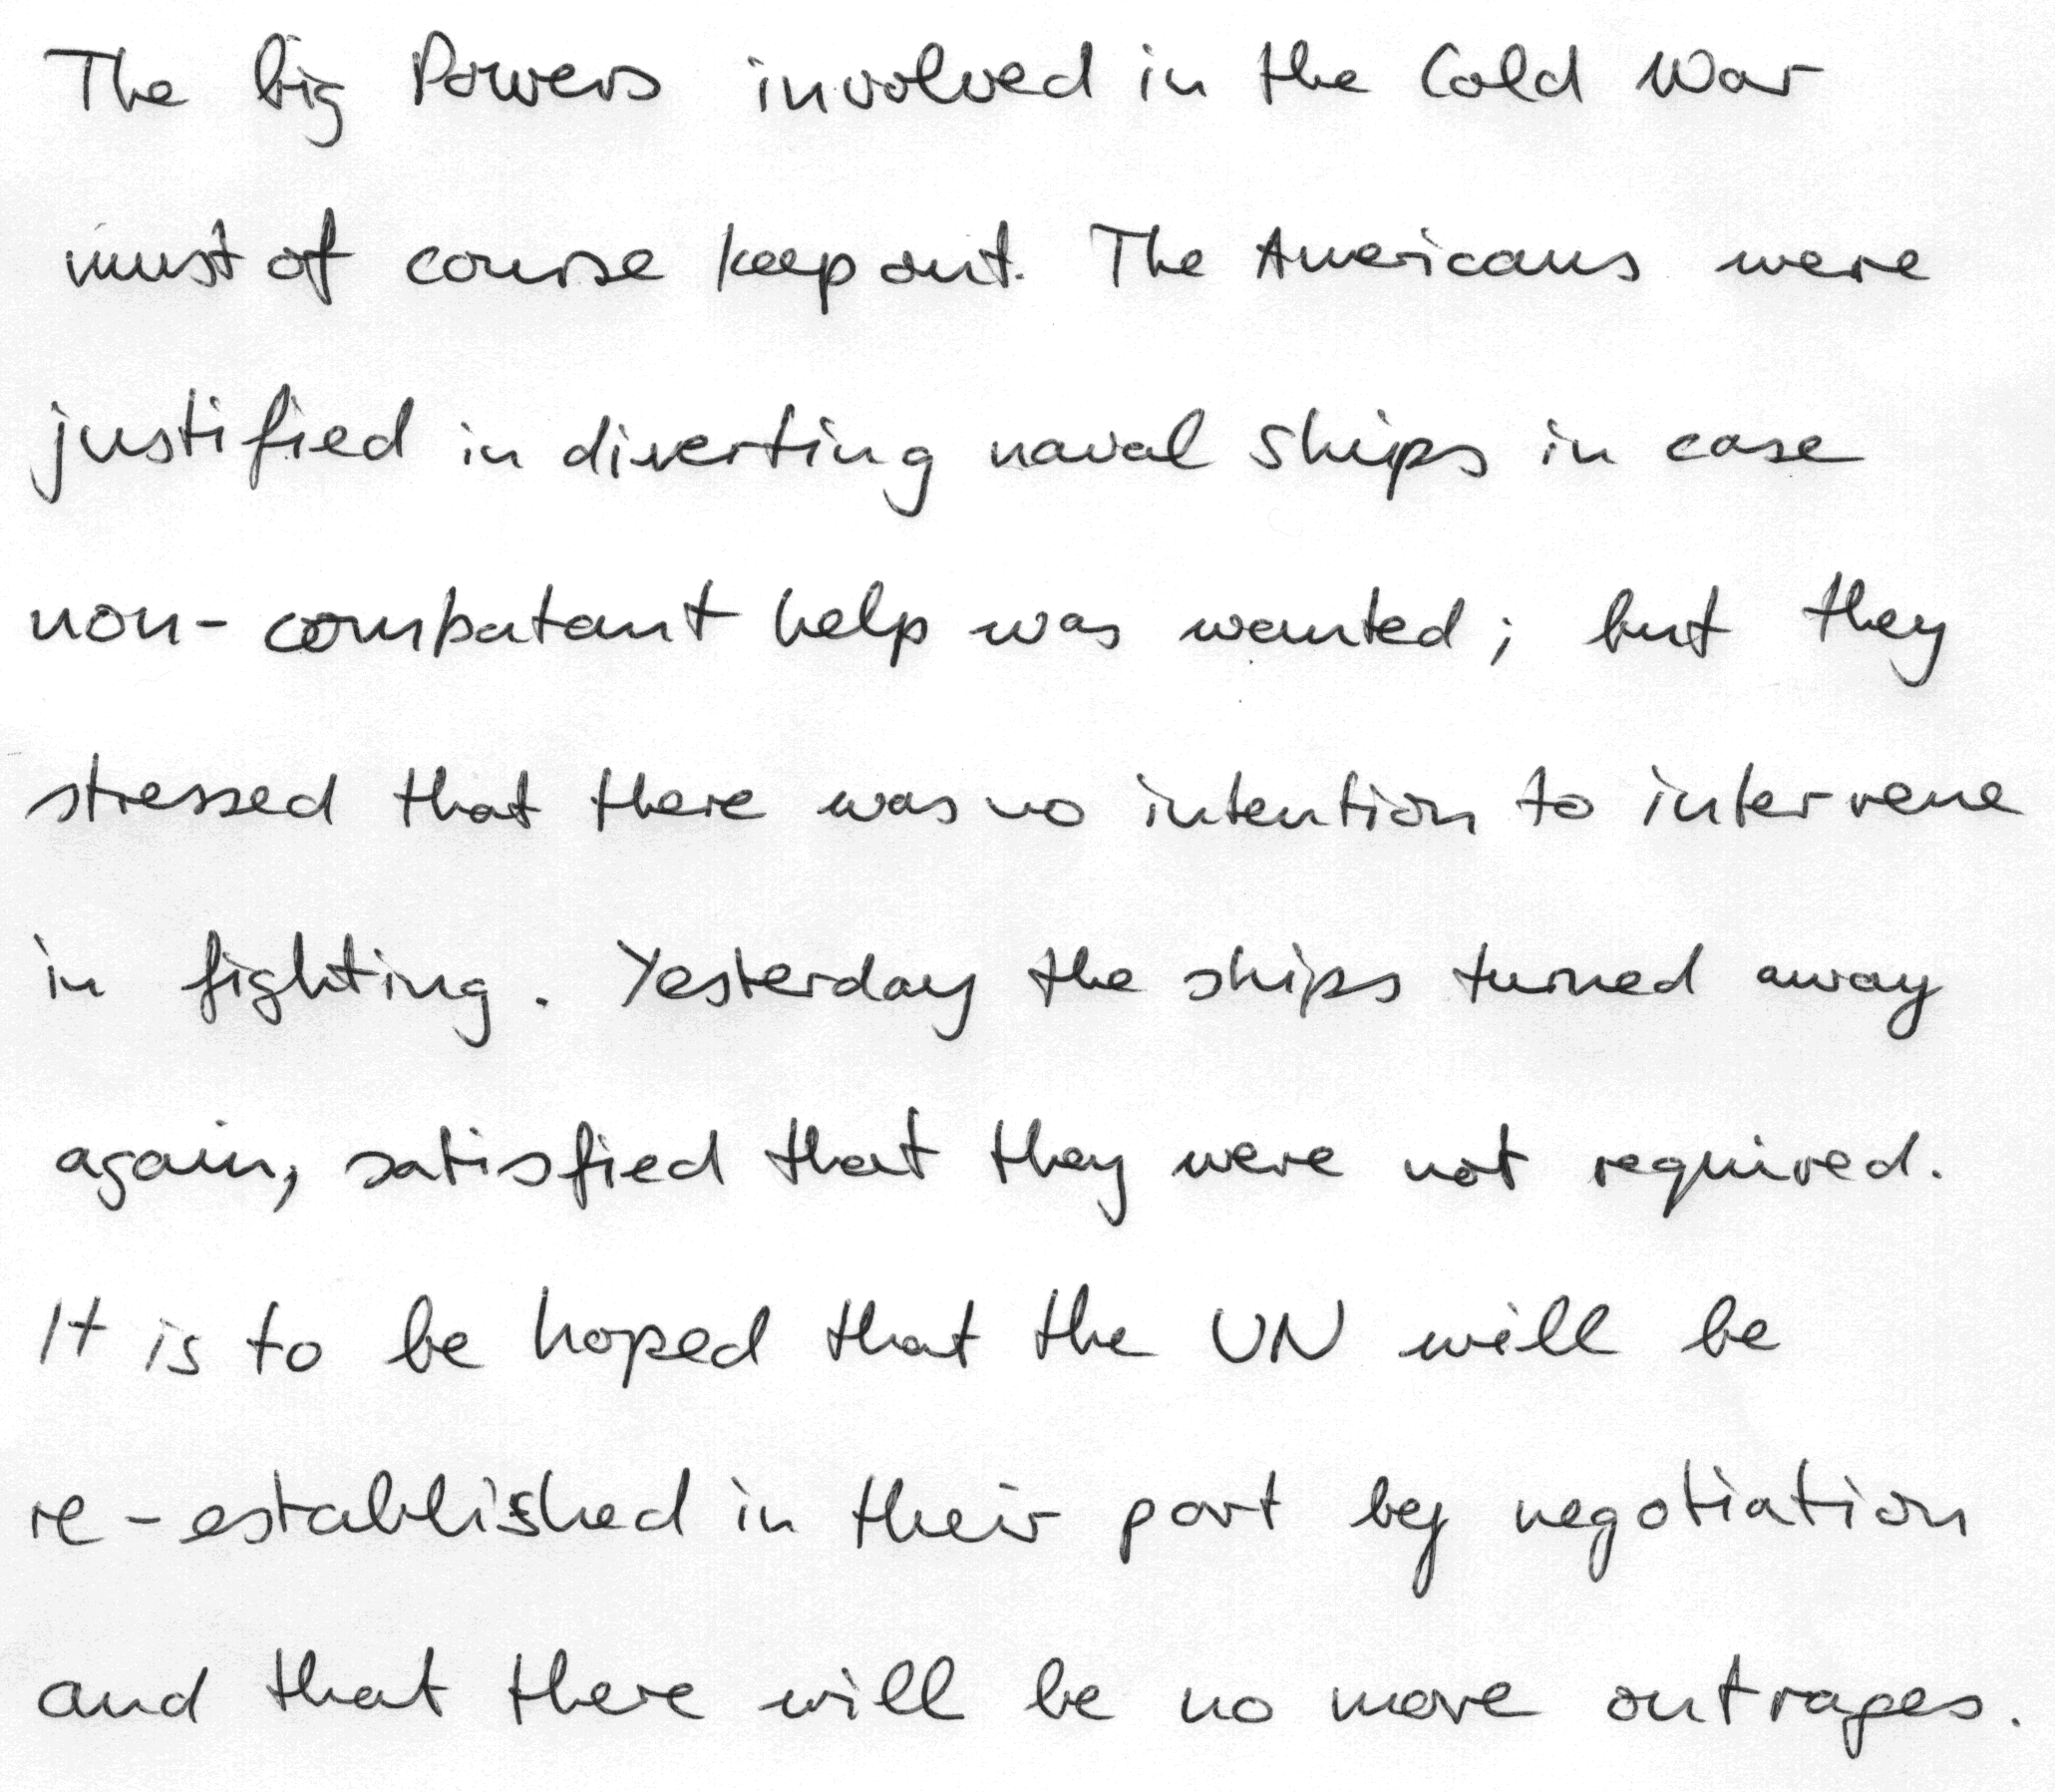 The big Powers involved in the Cold War
must of course keep out. The Americans were
justified in diverting naval ships in case
non-combatant help was wanted; but they
stressed that there was no intention to intervene
in fighting. Yesterday the ships turned away
again, satisfied that they were not required.
It is to be hoped that the UN will be
re-established in their port by negotiation
and that there will be no more outrages.